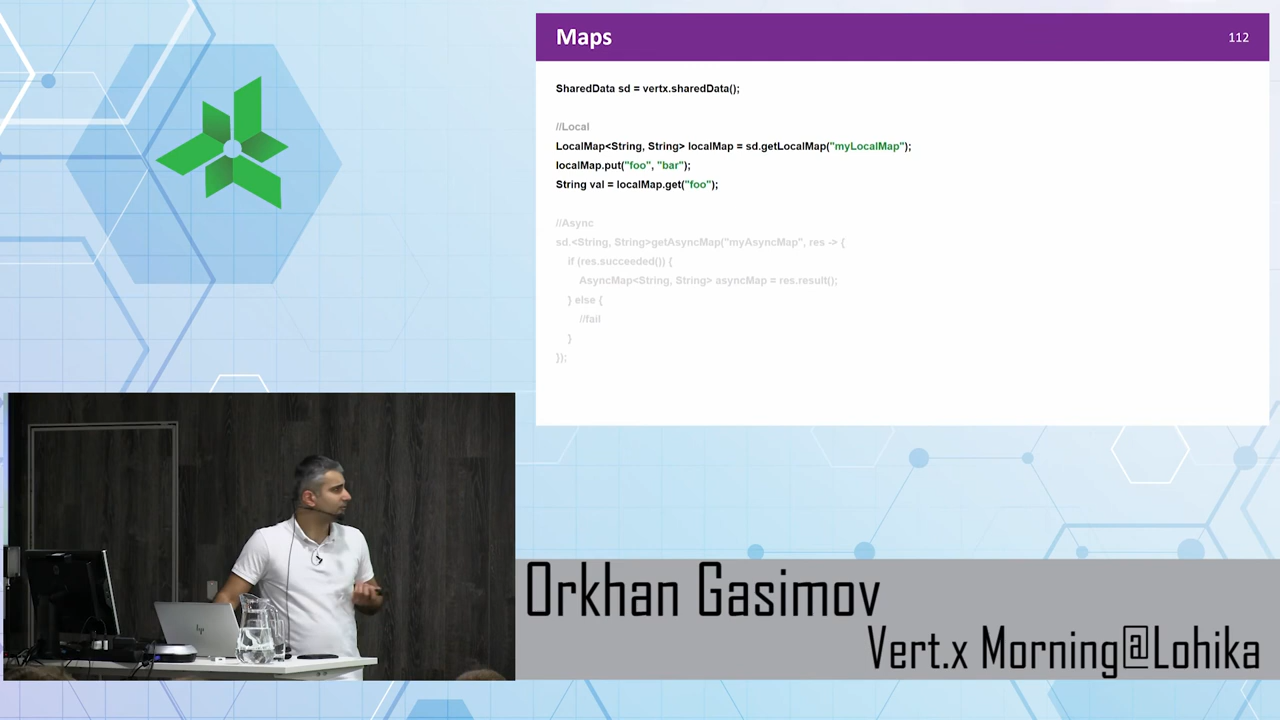 Maps
112
SharedData sd = vertx.sharedData();
//Local
LocalMap<String, String> localMap = sd.getLocalMap("myLocalMap");
localMap.put("foo", "bar");
String val = localMap.get("foo");
//Async
sd.<String, String>getAsyncMap("myAsyncMap", res -> {
if (res.succeeded()) {
AsyncMap<String, String> asyncMap = res.result();
} else {
//fail
}
});
Orkhan Gasimov
Vert.x Morning@Lohika